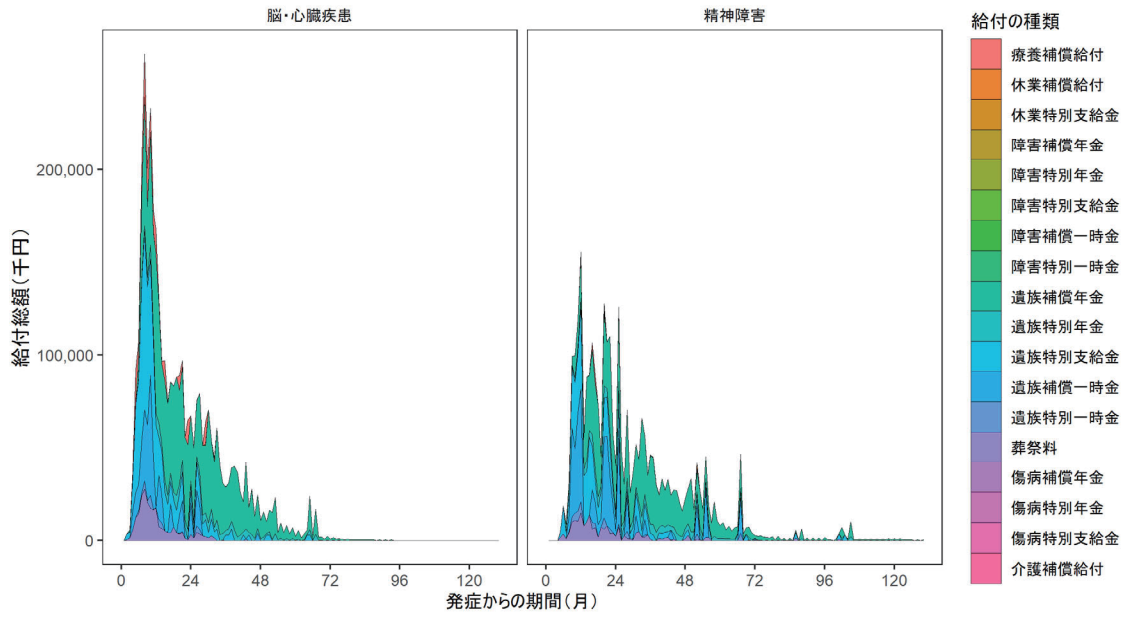 脳・心臓疾患
精神障害
給付総額(千円)
200,000
100,000
0
0 24 48 72 96 120
0 24 48 72 96 120
発症からの期間(月)
給付の種類
療養補償給付
休業補償給付
休業特別支給金
障害補償年金
障害特別年金
障害特別支給金
障害補償一時金
障害特別一時金
遺族補償年金
遺族特別年金
遺族特別支給金
遺族補償一時金
遺族特別一時金
葬祭料
傷病補償年金
傷病特別年金
傷病特別支給金
介護補償給付